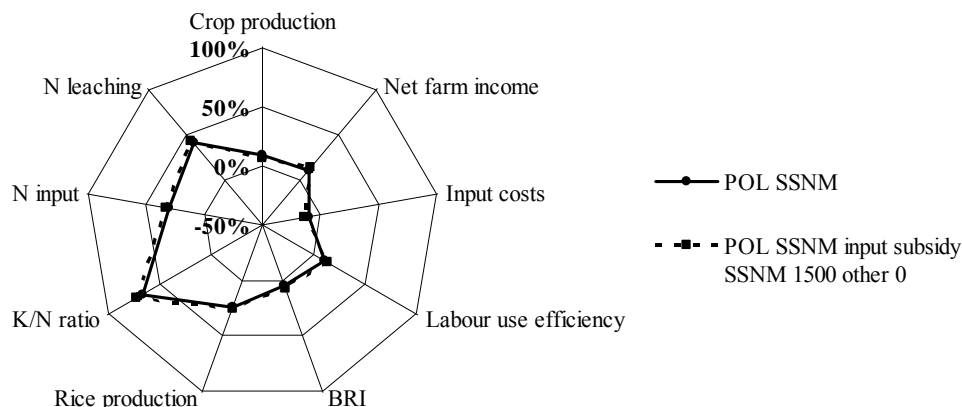 Crop production
100%
N leaching
Net farm income
50%
0%
N input
Input costs
-50%
POL SSNM
POL SSNM input subsidy
SSNM 1500 other 0
K/N ratio
Labour use efficiency
Rice production
BRI